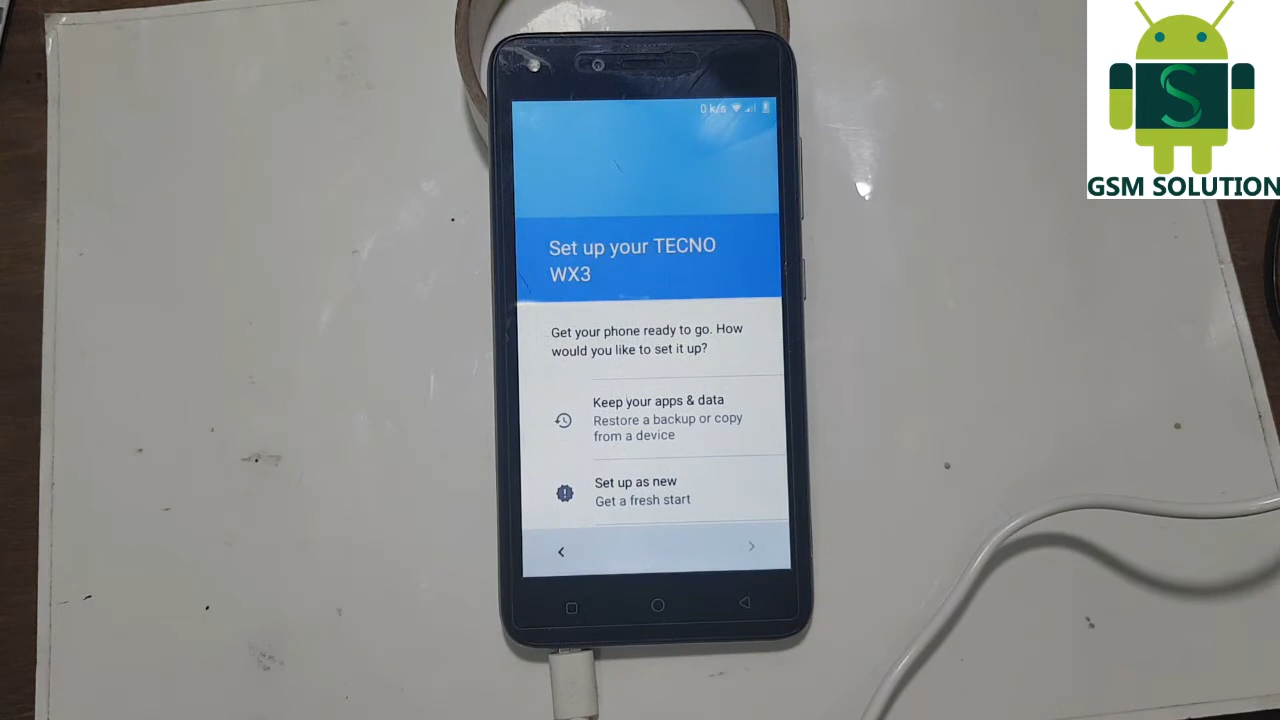 GSM SOLUTION
0 k/s
Set up your TECNO
WX3
Get your phone ready to go. How
would you like to set it up?
Keep your apps & data
Restore a backup or copy
from a device
Set up as new
Get a fresh start